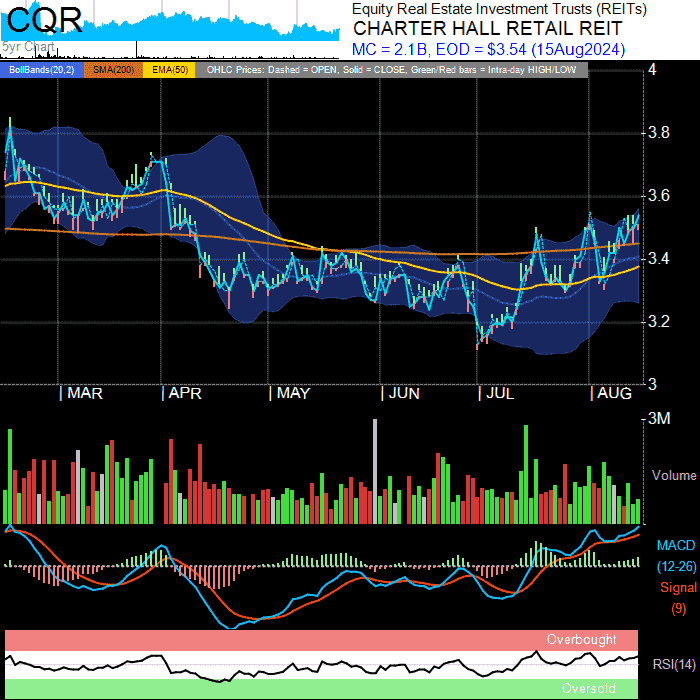 CQR
5yr Chart
Equity Real Estate Investment Trusts (REITs)
CHARTER HALL RETAIL REIT
MC = 2.1B, EOD = $3.54 (15Aug2024)
BollBands(20,2) SMA(200) EMA(50) OHLC Prices: Dashed = OPEN, Solid = CLOSE, Green/Red bars = Intra-day HIGH/LOW
4
3.8
3.6
3.4
3.2
3
| MAR | APR | MAY | JUN | JUL | AUG
3M
Volume
MACD
(12-26)
Signal
(9)
Overbought
RSI(14)
Oversold